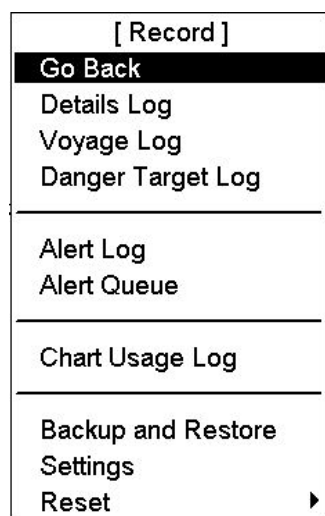 [ Record ]
Go Back
Details Log
Voyage Log
Danger Target Log
Alert Log
Alert Queue
Chart Usage Log
Backup and Restore
Settings
Reset